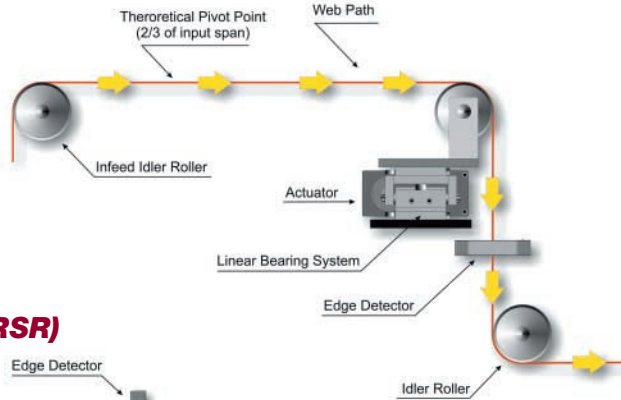 Theroretical Pivot Point
(2/3 of input span)
Web Path
Infeed Idler Roller
Actuator
Linear Bearing System
Edge Detector
RSR)
Edge Detector
Idler Roller